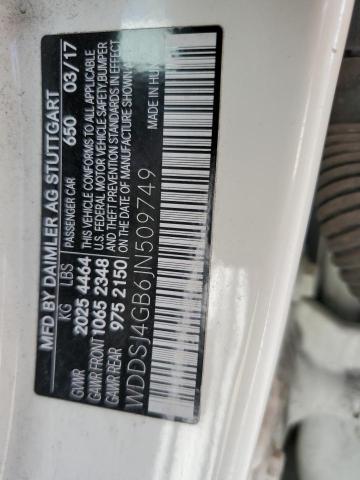 MFD BY DAIMLER AG STUTTGART
KG LBS PASSENGER CAR 650 03/17
GVWR 2025 4464 THIS VEHICLE CONFORMS TO ALL APPLICABLE
GAWR FRONT 1065 2348 U.S. FEDERAL MOTOR VEHICLE SAFETY, BUMPER
GAWR REAR 975 2150 AND THEFT PREVENTION STANDARDS IN EFFECT
ON THE DATE OF MANUFACTURE SHOWN
MADE IN
WDDSJ4GB6JN509749